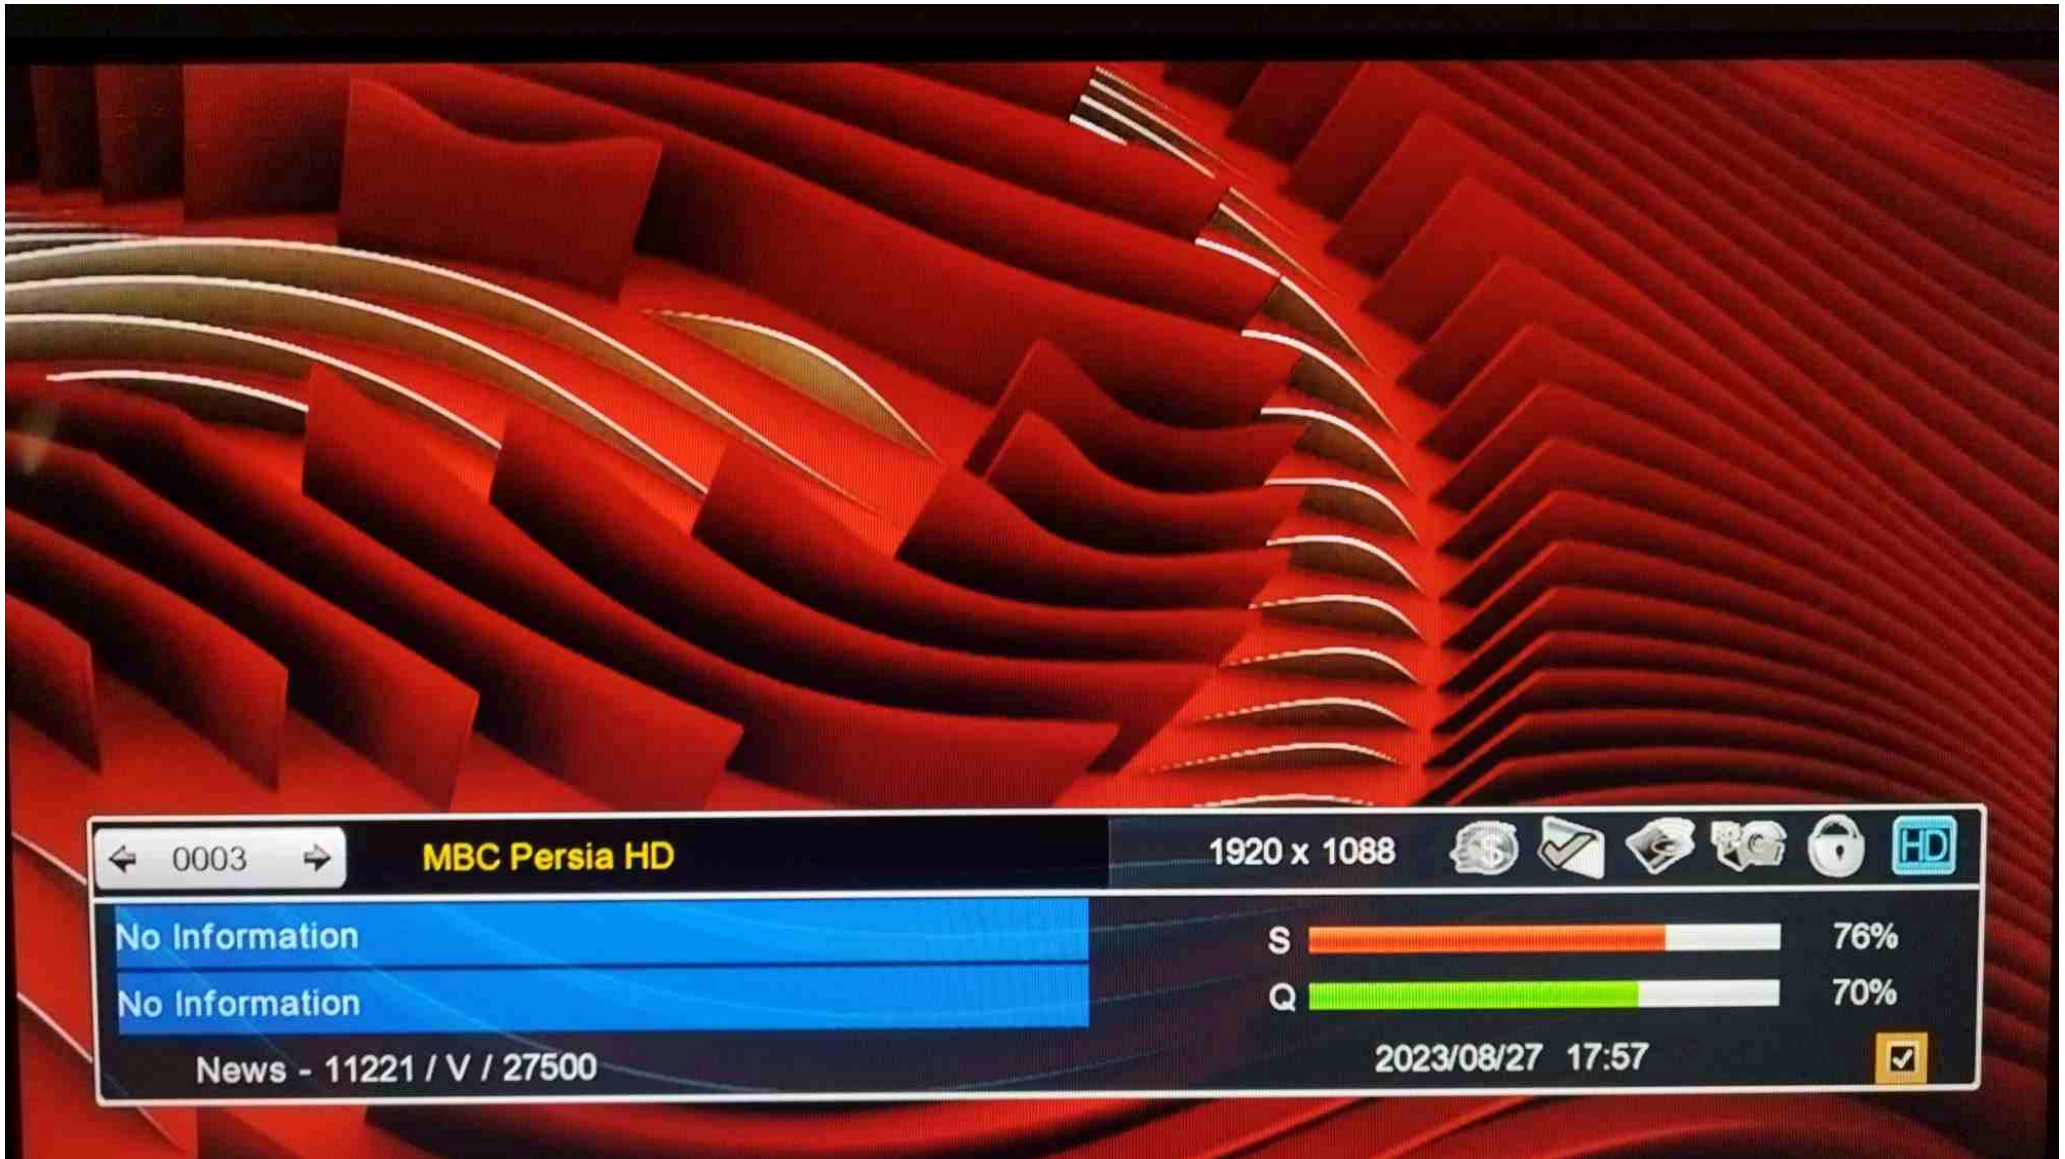 0003 MBC Persia HD 1920 x 1088 $ HD
No Information S 76%
No Information Q 70%
News - 11221 / V / 27500 2023/08/27 17:57